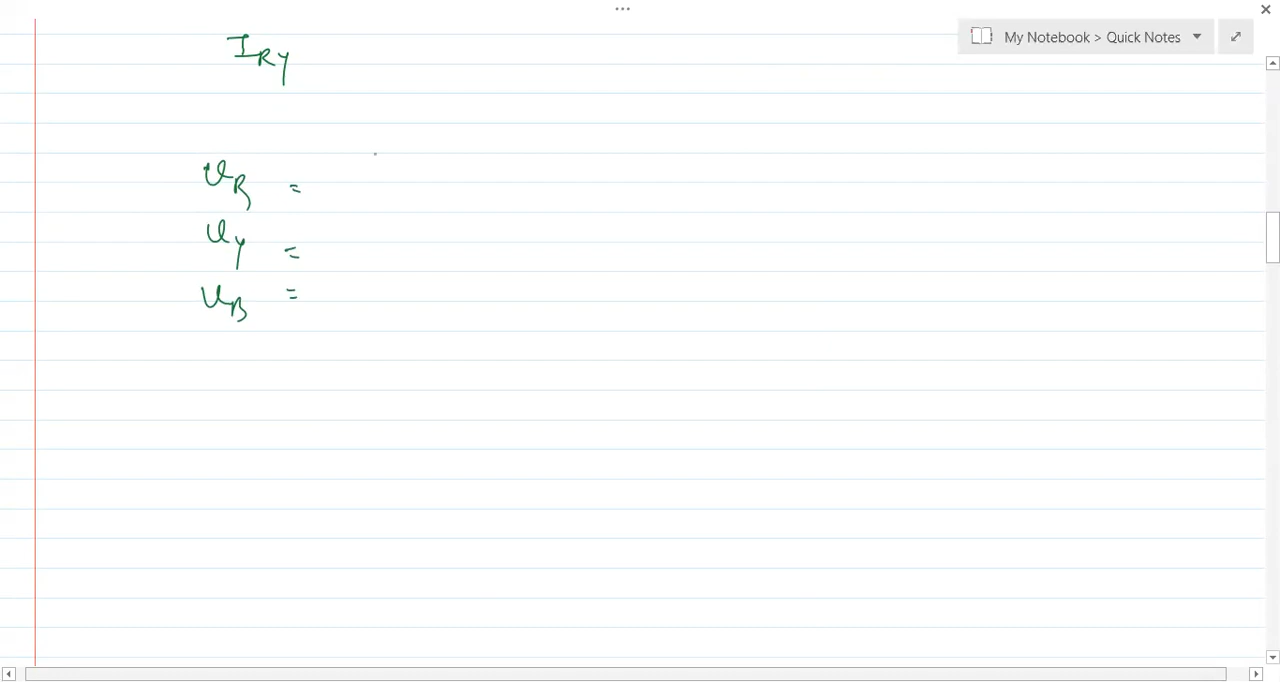 My Notebook > Quick Notes
I_RY
V_R =
V_Y =
V_B =